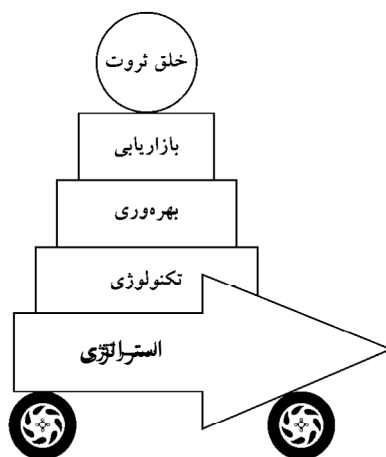 خلق ثروت
بازاریابی
بهره‌وری
تکنولوژی
استراتژی